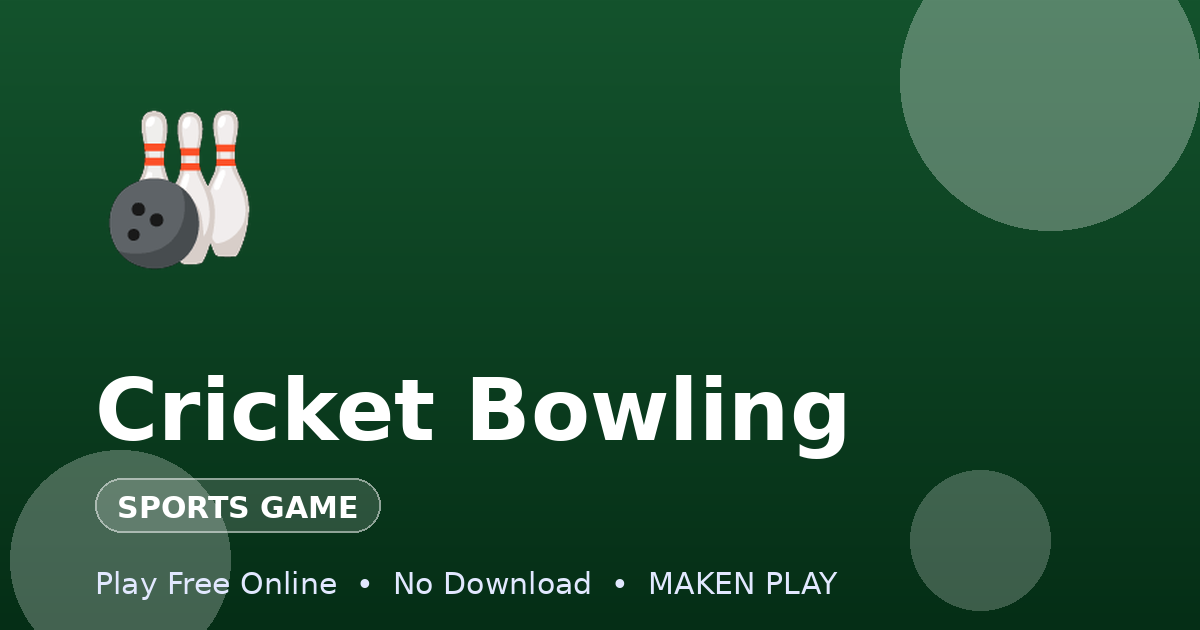 Cricket Bowling
SPORTS GAME
Play Free Online • No Download • MAKEN PLAY